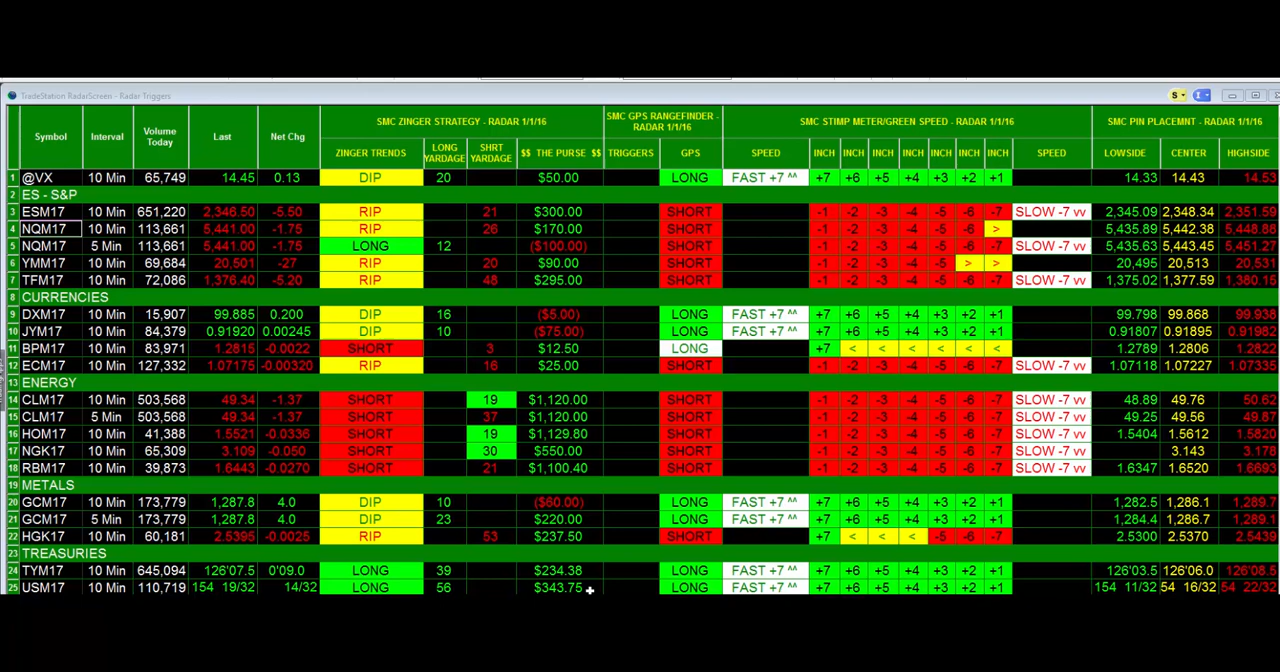 TradeStation RadarScreen - Radar Triggers
S
Symbol Interval Volume Today Last Net Chg SMC ZINGER STRATEGY - RADAR 1/1/16 SMC GPS RANGEFINDER - RADAR 1/1/16 SMC STIMP METER/GREEN SPEED - RADAR 1/1/16 SMC PIN PLACEMNT - RADAR 1/1/16
ZINGER TRENDS LONG YARDAGE SHRT YARDAGE $$ THE PURSE $$ TRIGGERS GPS SPEED INCH INCH INCH INCH INCH INCH INCH SPEED LOWSIDE CENTER HIGHSIDE
1 @VX 10 Min 65,749 14.45 0.13 DIP 20 $50.00 LONG FAST +7 ^^ +7 +6 +5 +4 +3 +2 +1 14.33 14.43 14.53
2 ES - S&P
3 ESM17 10 Min 651,220 2,346.50 -5.50 RIP 21 $300.00 SHORT -1 -2 -3 -4 -5 -6 -7 SLOW -7 vv 2,345.09 2,348.34 2,351.59
4 NQM17 10 Min 113,661 5,441.00 -1.75 RIP 26 $170.00 SHORT -1 -2 -3 -4 -5 -6 > 5,435.89 5,442.38 5,448.88
5 NQM17 5 Min 113,661 5,441.00 -1.75 LONG 12 ($100.00) SHORT -1 -2 -3 -4 -5 -6 -7 SLOW -7 vv 5,435.63 5,443.45 5,451.27
6 YMM17 10 Min 69,684 20,501 -27 RIP 20 $90.00 SHORT -1 -2 -3 -4 -5 > > 20,495 20,513 20,531
7 TFM17 10 Min 72,086 1,376.40 -5.20 RIP 48 $295.00 SHORT -1 -2 -3 -4 -5 -6 -7 SLOW -7 vv 1,375.02 1,377.59 1,380.15
8 CURRENCIES
9 DXM17 10 Min 15,907 99.885 0.200 DIP 16 ($5.00) LONG FAST +7 ^^ +7 +6 +5 +4 +3 +2 +1 99.798 99.868 99.938
10 JYM17 10 Min 84,379 0.91920 0.00245 DIP 10 ($75.00) LONG FAST +7 ^^ +7 +6 +5 +4 +3 +2 +1 0.91807 0.91895 0.91982
11 BPM17 10 Min 83,971 1.2815 -0.0022 SHORT 3 $12.50 LONG +7 < < < < < < 1.2789 1.2806 1.2822
12 ECM17 10 Min 127,332 1.07175 -0.00320 RIP 16 $25.00 SHORT -1 -2 -3 -4 -5 -6 -7 SLOW -7 vv 1.07118 1.07227 1.07335
13 ENERGY
14 CLM17 10 Min 503,568 49.34 -1.37 SHORT 19 $1,120.00 SHORT -1 -2 -3 -4 -5 -6 -7 SLOW -7 vv 48.89 49.76 50.62
15 CLM17 5 Min 503,568 49.34 -1.37 SHORT 37 $1,120.00 SHORT -1 -2 -3 -4 -5 -6 -7 SLOW -7 vv 49.25 49.56 49.87
16 HOM17 10 Min 41,388 1.5521 -0.0336 SHORT 19 $1,129.80 SHORT -1 -2 -3 -4 -5 -6 -7 SLOW -7 vv 1.5404 1.5612 1.5820
17 NGK17 10 Min 65,309 3.109 -0.050 SHORT 30 $550.00 SHORT -1 -2 -3 -4 -5 -6 -7 SLOW -7 vv 3.143 3.176
18 RBM17 10 Min 39,873 1.6443 -0.0270 SHORT 21 $1,100.40 SHORT -1 -2 -3 -4 -5 -6 -7 SLOW -7 vv 1.6347 1.6520 1.6693
19 METALS
20 GCM17 10 Min 173,779 1,287.8 4.0 DIP 10 ($60.00) LONG FAST +7 ^^ +7 +6 +5 +4 +3 +2 +1 1,282.5 1,286.1 1,289.7
21 GCM17 5 Min 173,779 1,287.8 4.0 DIP 23 $220.00 LONG FAST +7 ^^ +7 +6 +5 +4 +3 +2 +1 1,284.4 1,286.7 1,289.1
22 HGK17 10 Min 60,181 2.5395 -0.0025 RIP 53 $237.50 SHORT +7 < < < -5 -6 -7 2.5300 2.5370 2.5439
23 TREASURIES
24 TYM17 10 Min 645,094 126'07.5 0'09.0 LONG 39 $234.38 LONG FAST +7 ^^ +7 +6 +5 +4 +3 +2 +1 126'03.5 126'06.0 126'08.5
25 USM17 10 Min 110,719 154 19/32 14/32 LONG 56 $343.75 LONG FAST +7 ^^ +7 +6 +5 +4 +3 +2 +1 154 11/32 54 16/32 54 22/32